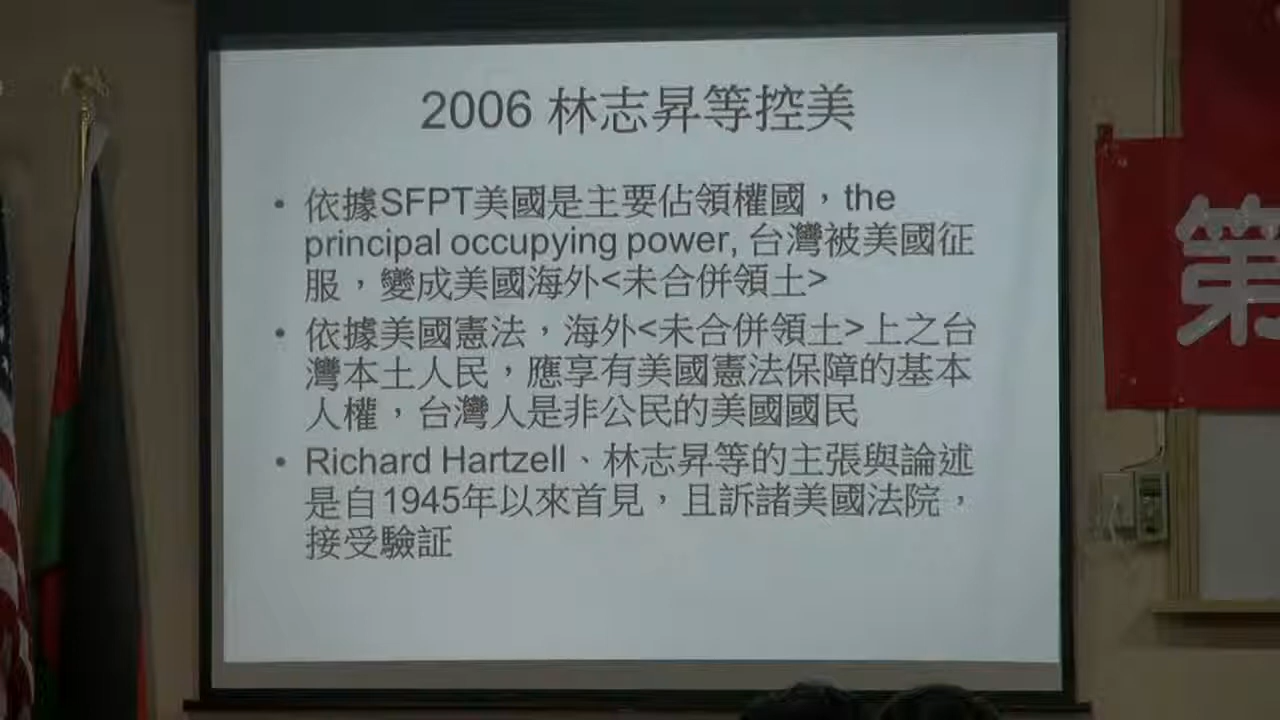 2006 林志昇等控美
• 依據SFPT美國是主要佔領權國，the
principal occupying power, 台灣被美國征
服，變成美國海外<未合併領土>
• 依據美國憲法，海外<未合併領土>上之台
灣本土人民，應享有美國憲法保障的基本
人權，台灣人是非公民的美國國民
• Richard Hartzell、林志昇等的主張與論述
是自1945年以來首見，且訴諸美國法院，
接受驗証
第